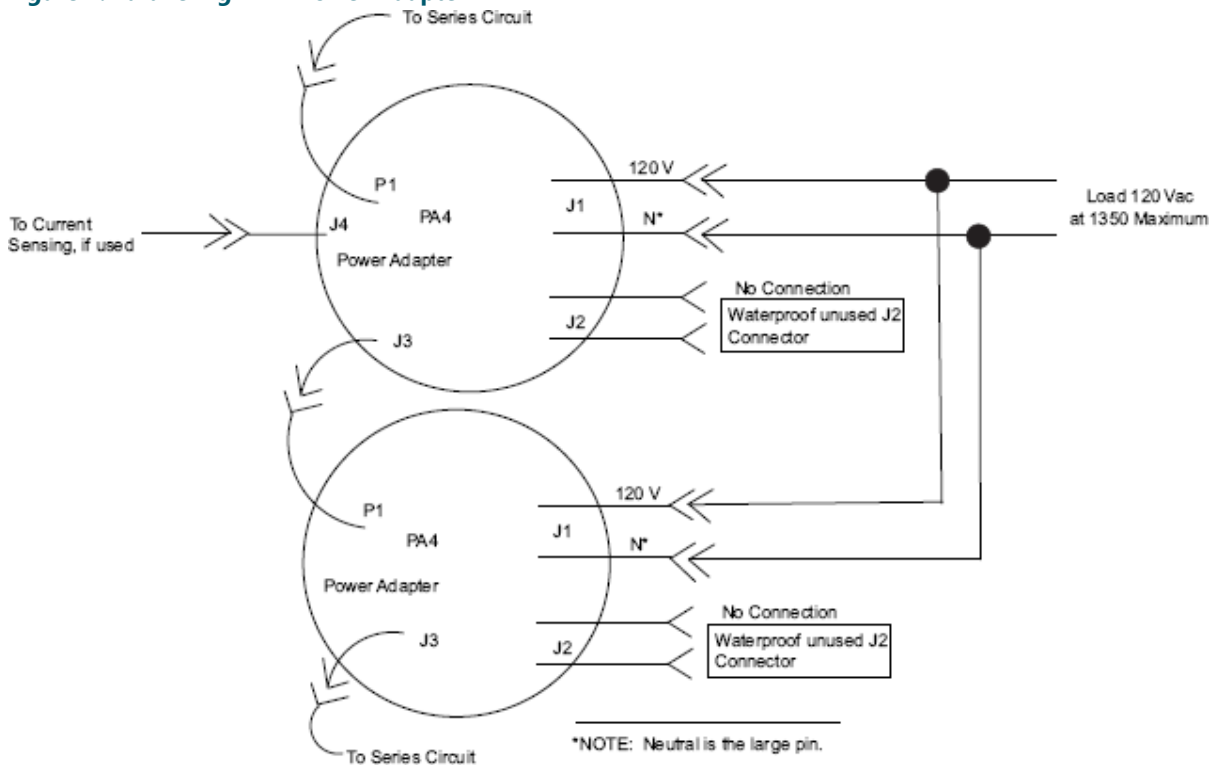 To Series Circuit
P1
120 V
J1
Load 120 Vac
at 1350 Maximum
To Current
Sensing, if used
J4
PA4
N*
Power Adapter
No Connection
J2
Waterproof unused J2
Connector
J3
P1
120 V
J1
PA4
N*
Power Adapter
No Connection
J3
J2
Waterproof unused J2
Connector
To Series Circuit
*NOTE: Neutral is the large pin.